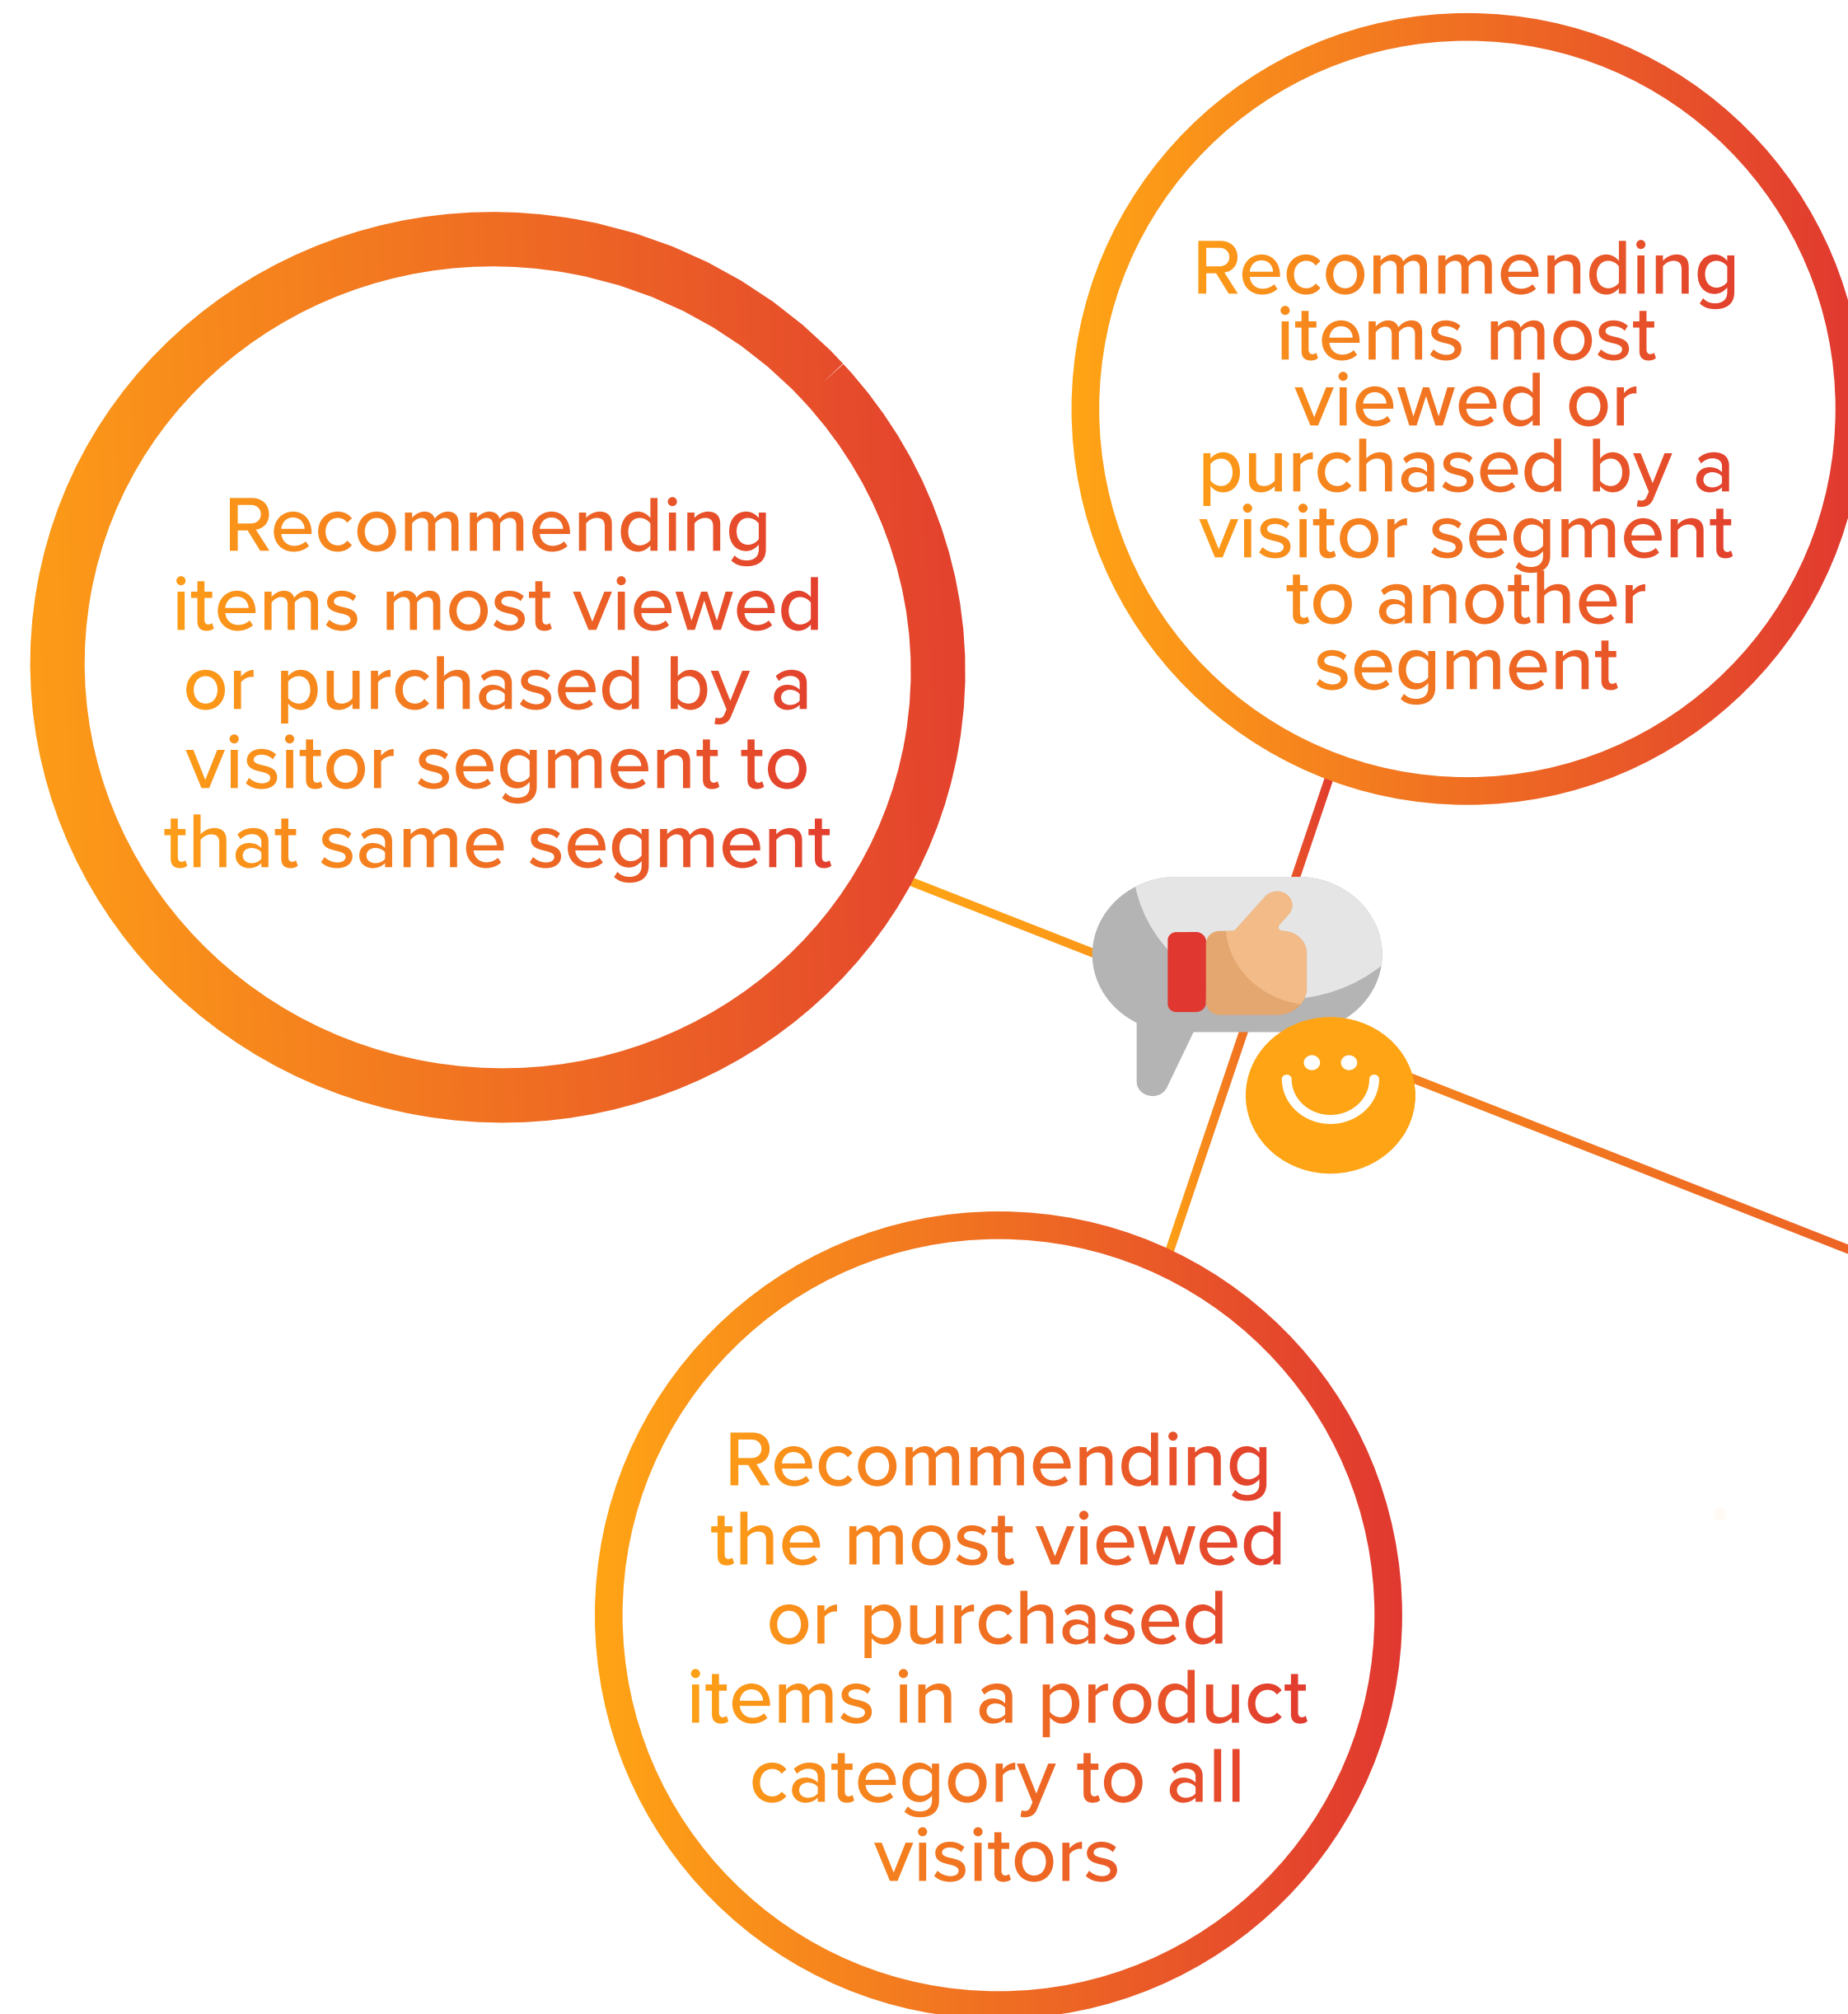 Recommending
items most viewed
or purchased by a
visitor segment to
that same segment
Recommending
items most
viewed or
purchased by a
visitor segment
to another
segment
Recommending
the most viewed
or purchased
items in a product
category to all
visitors